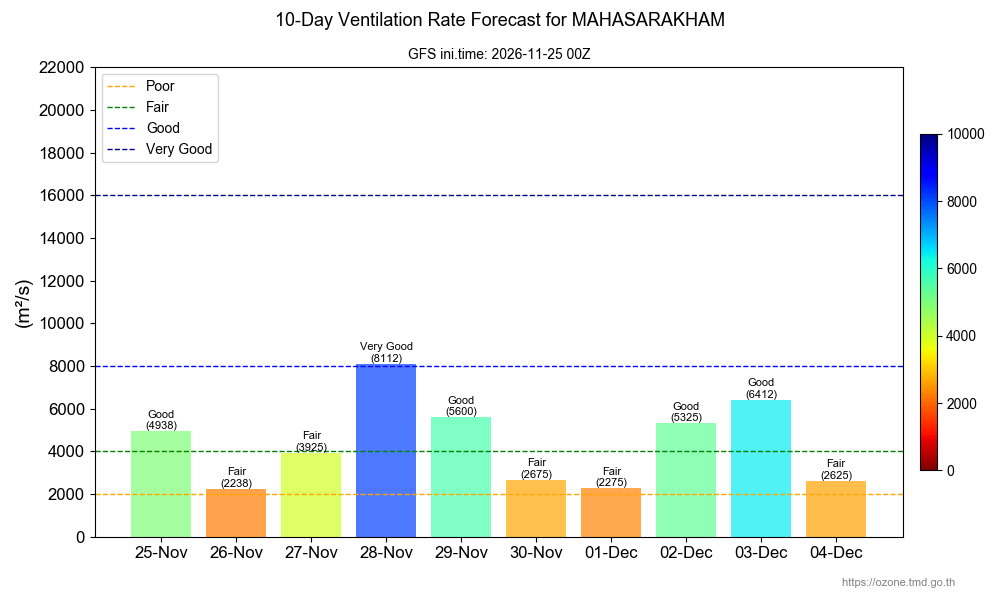 10-Day Ventilation Rate Forecast for MAHASARAKHAM
GFS ini.time: 2026-11-25 00Z
22000
20000
18000
16000
14000
12000
10000
8000
6000
4000
2000
0
(m²/s)
Poor
Fair
Good
Very Good
Good
(4938)
Fair
(2238)
Fair
(3925)
Very Good
(8112)
Good
(5600)
Fair
(2675)
Fair
(2275)
Good
(5325)
Good
(6412)
Fair
(2625)
25-Nov 26-Nov 27-Nov 28-Nov 29-Nov 30-Nov 01-Dec 02-Dec 03-Dec 04-Dec
10000
8000
6000
4000
2000
0
https://ozone.tmd.go.th